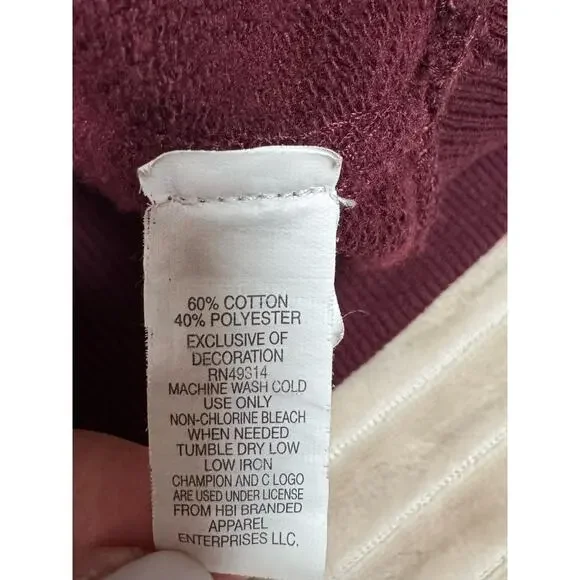 60% COTTON
40% POLYESTER
EXCLUSIVE OF
DECORATION
RN49314
MACHINE WASH COLD
USE ONLY
NON-CHLORINE BLEACH
WHEN NEEDED
TUMBLE DRY LOW
LOW IRON
CHAMPION AND C LOGO
ARE USED UNDER LICENSE
FROM HBI BRANDED
APPAREL
ENTERPRISES LLC.